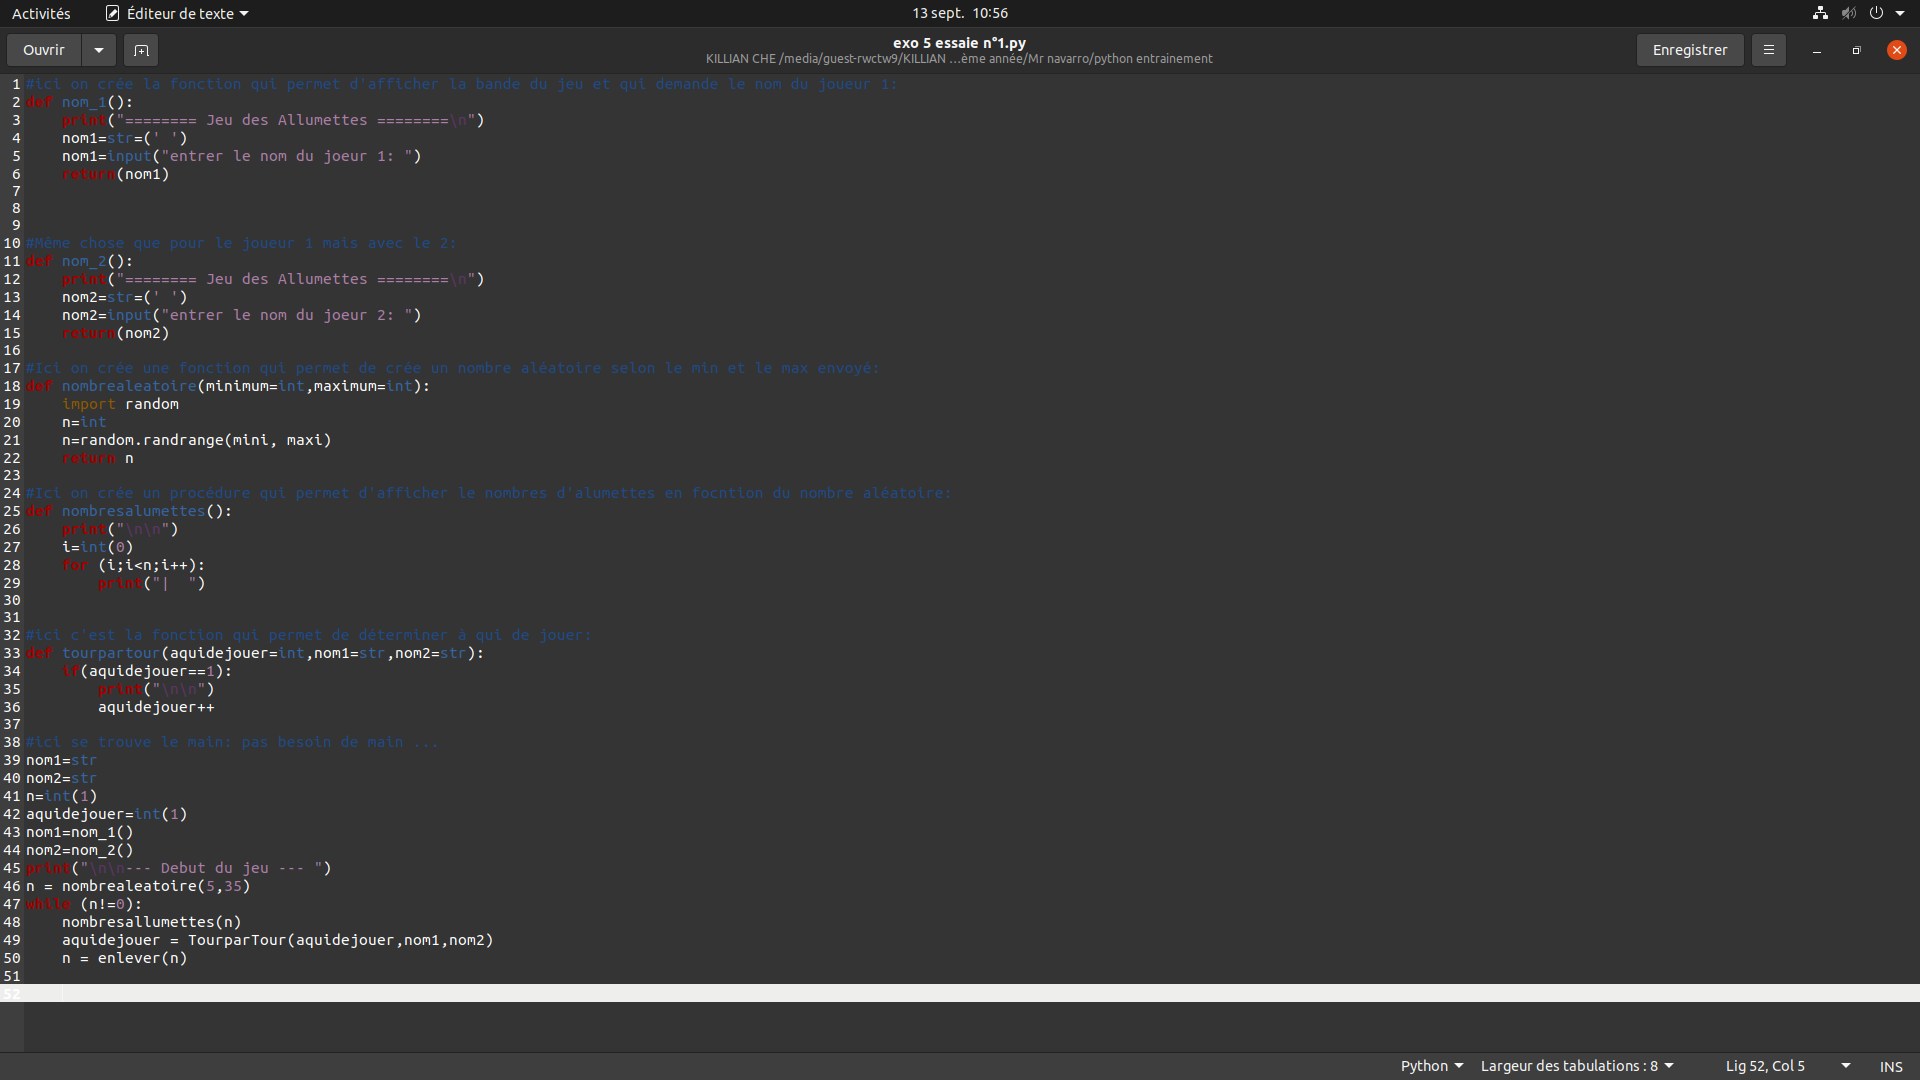 Activités Éditeur de texte 13 sept. 10:56
Ouvrir exo 5 essaie n°1.py Enregistrer
KILLIAN CHE /media/guest-rwctw9/KILLIAN ...ème année/Mr navarro/python entrainement
1 #ici on crée la fonction qui permet d'afficher la bande du jeu et qui demande le nom du joueur 1:
2 def nom_1():
3     print("======== Jeu des Allumettes ========\n")
4     nom1=str=(' ')
5     nom1=input("entrer le nom du joeur 1: ")
6     return(nom1)
7
8
9
10 #Même chose que pour le joueur 1 mais avec le 2:
11 def nom_2():
12     print("======== Jeu des Allumettes ========\n")
13     nom2=str=(' ')
14     nom2=input("entrer le nom du joeur 2: ")
15     return(nom2)
16
17 #Ici on crée une fonction qui permet de crée un nombre aléatoire selon le min et le max envoyé:
18 def nombrealeatoire(minimum=int,maximum=int):
19     import random
20     n=int
21     n=random.randrange(mini, maxi)
22     return n
23
24 #Ici on crée un procédure qui permet d'afficher le nombres d'alumettes en focntion du nombre aléatoire:
25 def nombresalumettes():
26     print("\n\n")
27     i=int(0)
28     for (i;i<n;i++):
29         print("|  ")
30
31
32 #ici c'est la fonction qui permet de déterminer à qui de jouer:
33 def tourpartour(aquidejouer=int,nom1=str,nom2=str):
34     if(aquidejouer==1):
35         print("\n\n")
36         aquidejouer++
37
38 #ici se trouve le main: pas besoin de main ...
39 nom1=str
40 nom2=str
41 n=int(1)
42 aquidejouer=int(1)
43 nom1=nom_1()
44 nom2=nom_2()
45 print("\n\n--- Debut du jeu --- ")
46 n = nombrealeatoire(5,35)
47 while (n!=0):
48     nombresallumettes(n)
49     aquidejouer = TourparTour(aquidejouer,nom1,nom2)
50     n = enlever(n)
51
52
Python Largeur des tabulations : 8 Lig 52, Col 5 INS